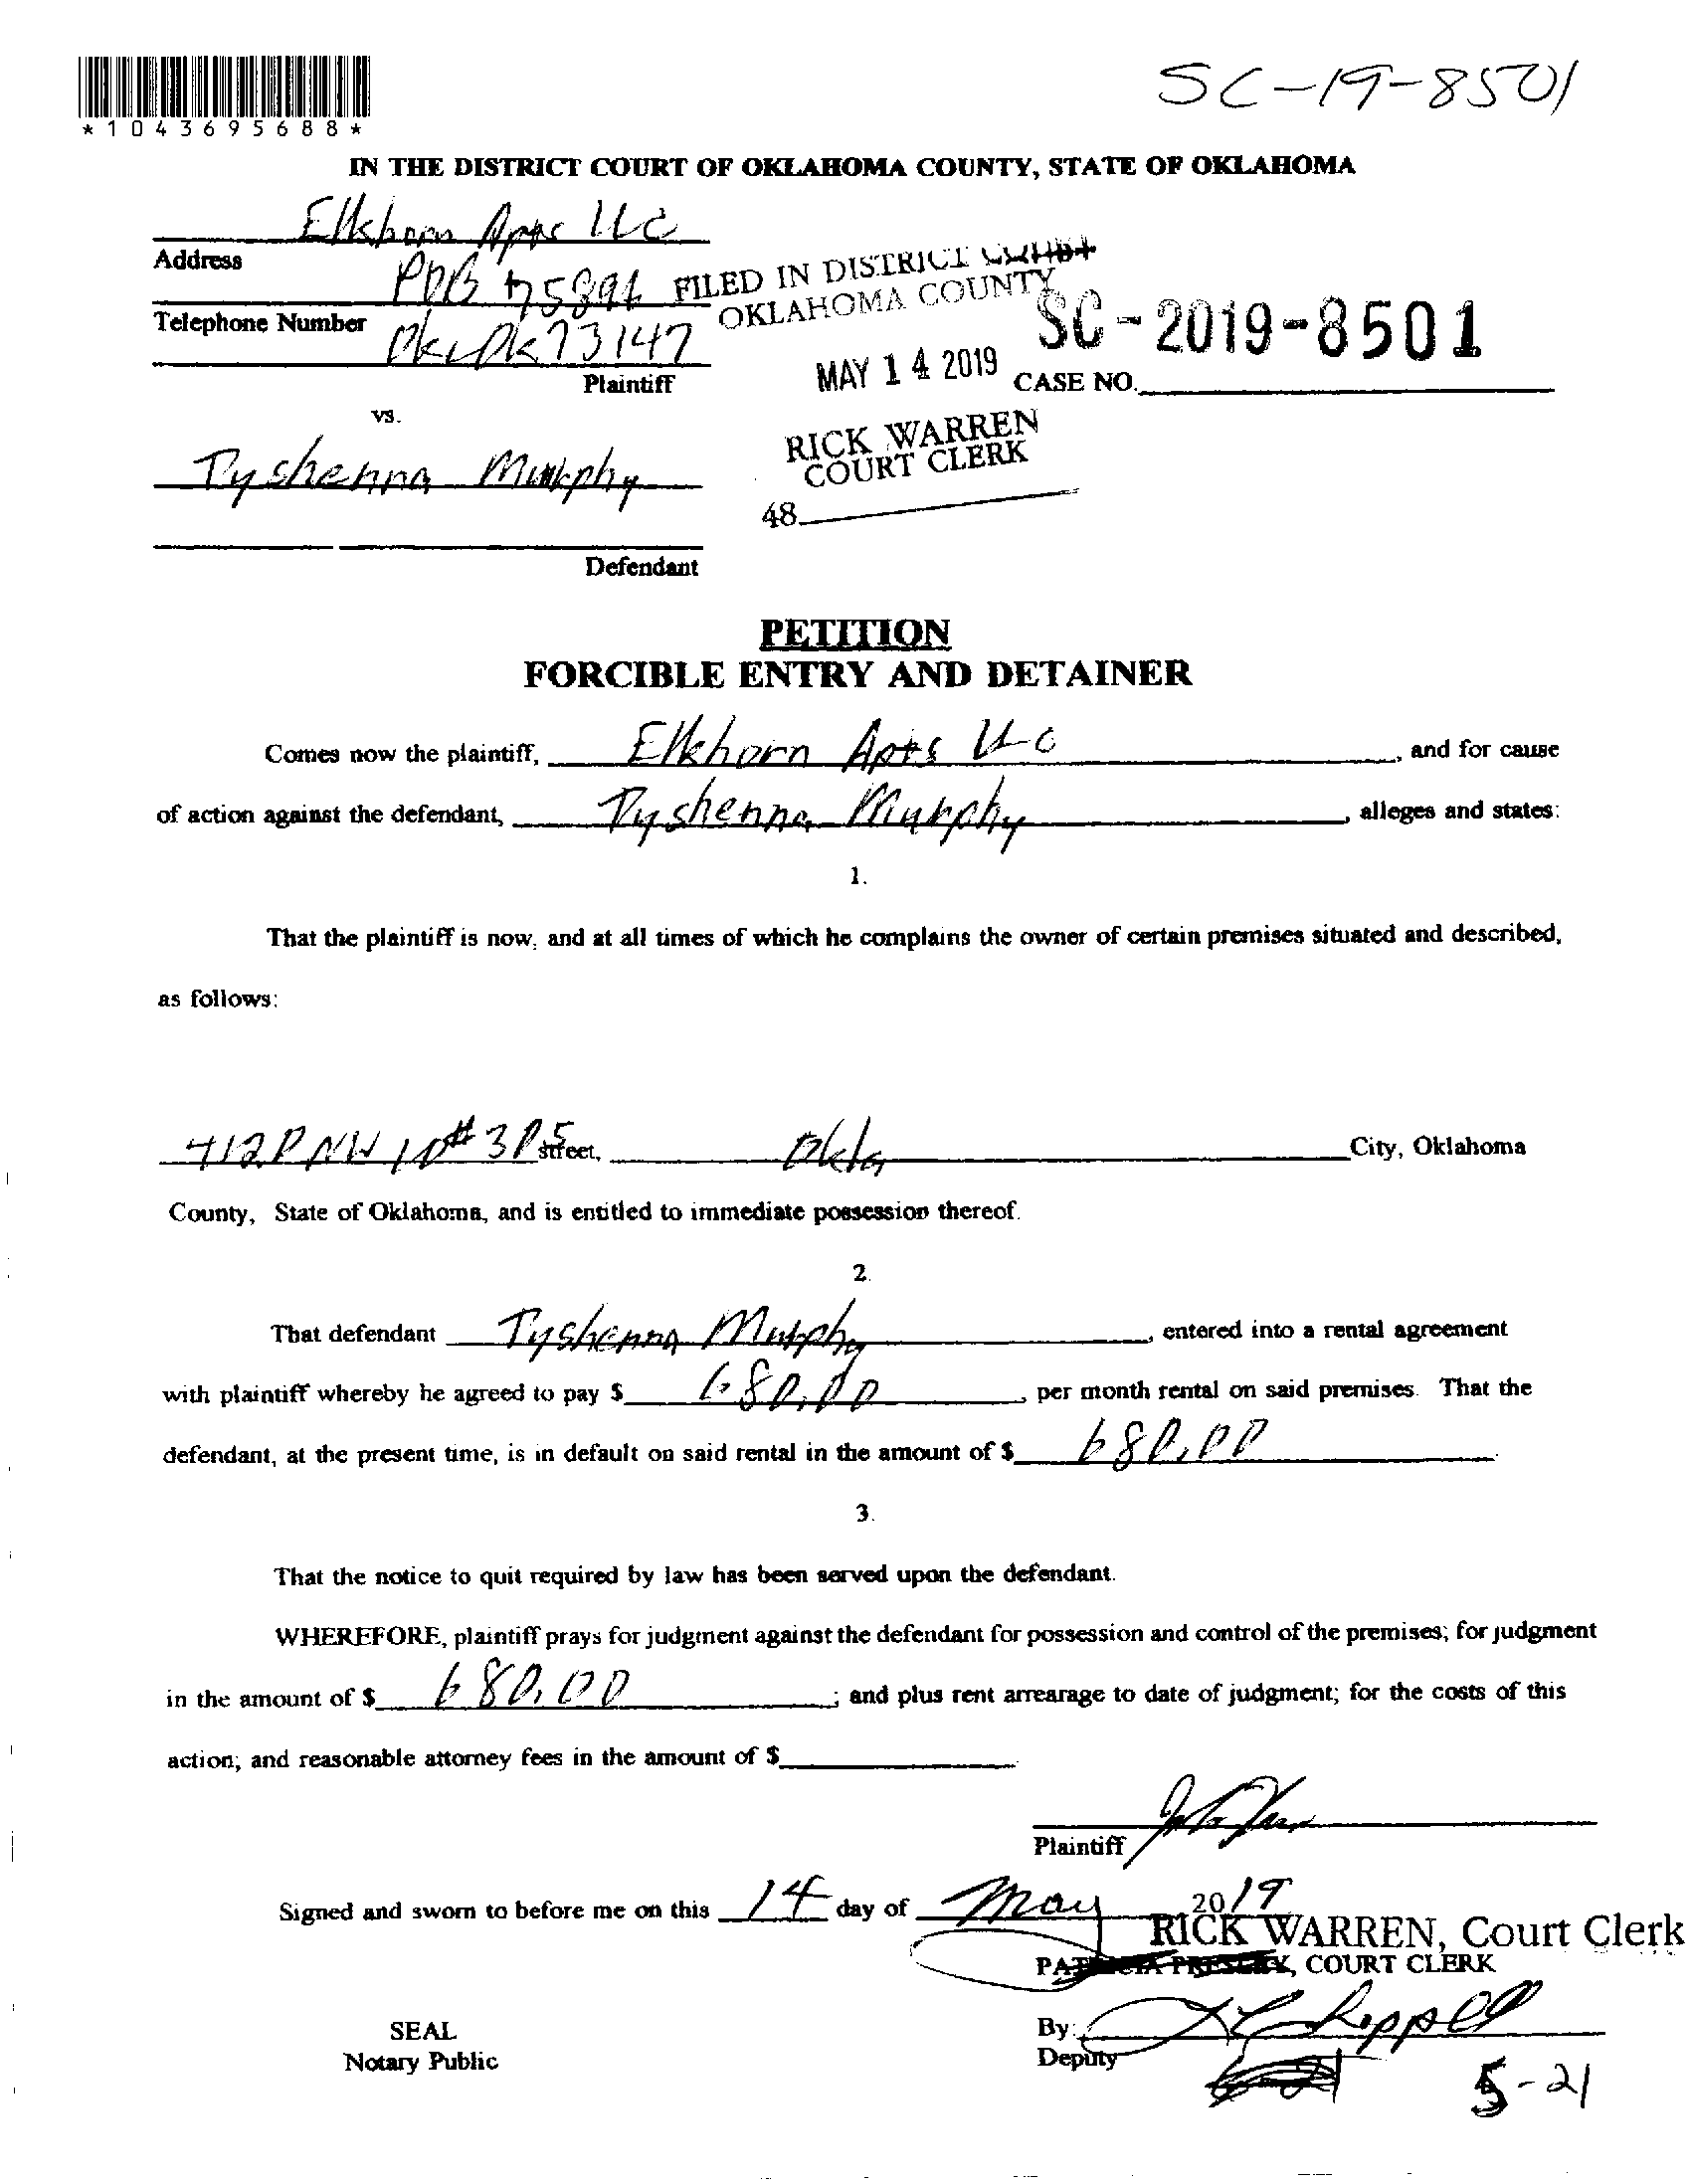 *1043695688*
SC-19-8501
IN THE DISTRICT COURT OF OKLAHOMA COUNTY, STATE OF OKLAHOMA
Elkhorn Apts LLC
Address
POB 75896
FILED IN DISTRICT COURT
OKLAHOMA COUNTY
Telephone Number
73147
SC-2019-8501
Plaintiff
MAY 14 2019
CASE NO.
vs.
RICK WARREN
COURT CLERK
Tyshenna Murphy
48
Defendant
PETITION
FORCIBLE ENTRY AND DETAINER
Comes now the plaintiff, Elkhorn Apts LLC, and for cause
of action against the defendant, Tyshenna Murphy, alleges and states:
1.
That the plaintiff is now, and at all times of which he complains the owner of certain premises situated and described,
as follows:
4120 NW 10 #305 street, Okla City, Oklahoma
County, State of Oklahoma, and is entitled to immediate possession thereof.
2.
That defendant Tyshenna Murphy, entered into a rental agreement
with plaintiff whereby he agreed to pay $ 680.00, per month rental on said premises. That the
defendant, at the present time, is in default on said rental in the amount of $ 680.00.
3.
That the notice to quit required by law has been served upon the defendant.
WHEREFORE, plaintiff prays for judgment against the defendant for possession and control of the premises; for judgment
in the amount of $ 680.00; and plus rent arrearage to date of judgment; for the costs of this
action; and reasonable attorney fees in the amount of $
Plaintiff
Signed and sworn to before me on this 14 day of May 2019
RICK WARREN, Court Clerk
PATRICIA PRESLEY, COURT CLERK
SEAL
By:
Notary Public
Deputy
5-21